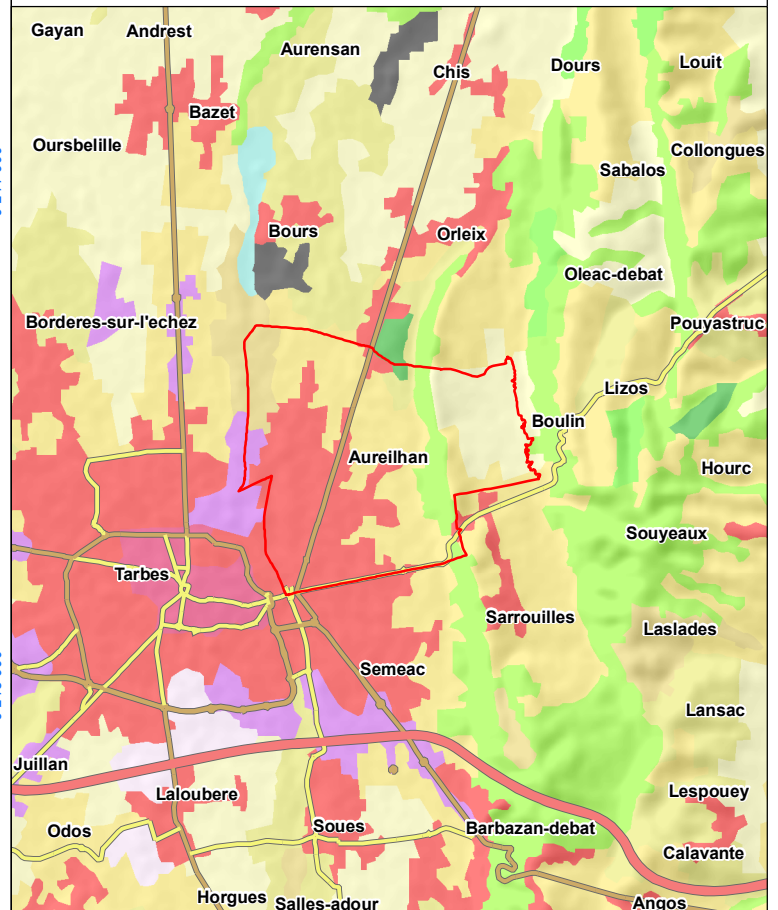 Gayan
Andrest
Aurensan
Chis
Dours
Louit
Bazet
Oursbelille
Collongues
Sabalos
Bours
Orleix
Oleac-debat
Borderes-sur-l'echez
Pouyastruc
Lizos
Boulin
Aureilhan
Hourc
Souyeaux
Tarbes
Sarrouilles
Laslades
Semeac
Lansac
Juillan
Laloubere
Lespouey
Odos
Soues
Barbazan-debat
Calavante
Horgues
Salles-adour
Angos